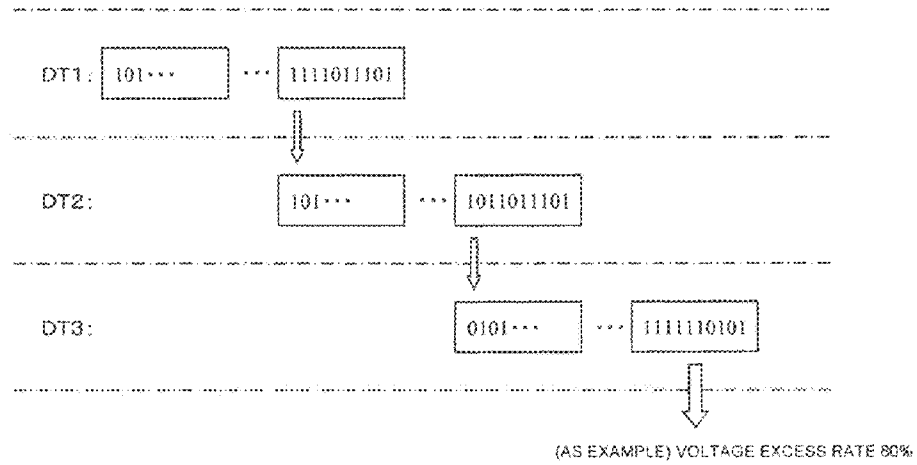 DT1: 101··· ··· 1111011101
DT2: 101··· ··· 1011011101
DT3: 0101··· ··· 1111110101
(AS EXAMPLE) VOLTAGE EXCESS RATE 80%